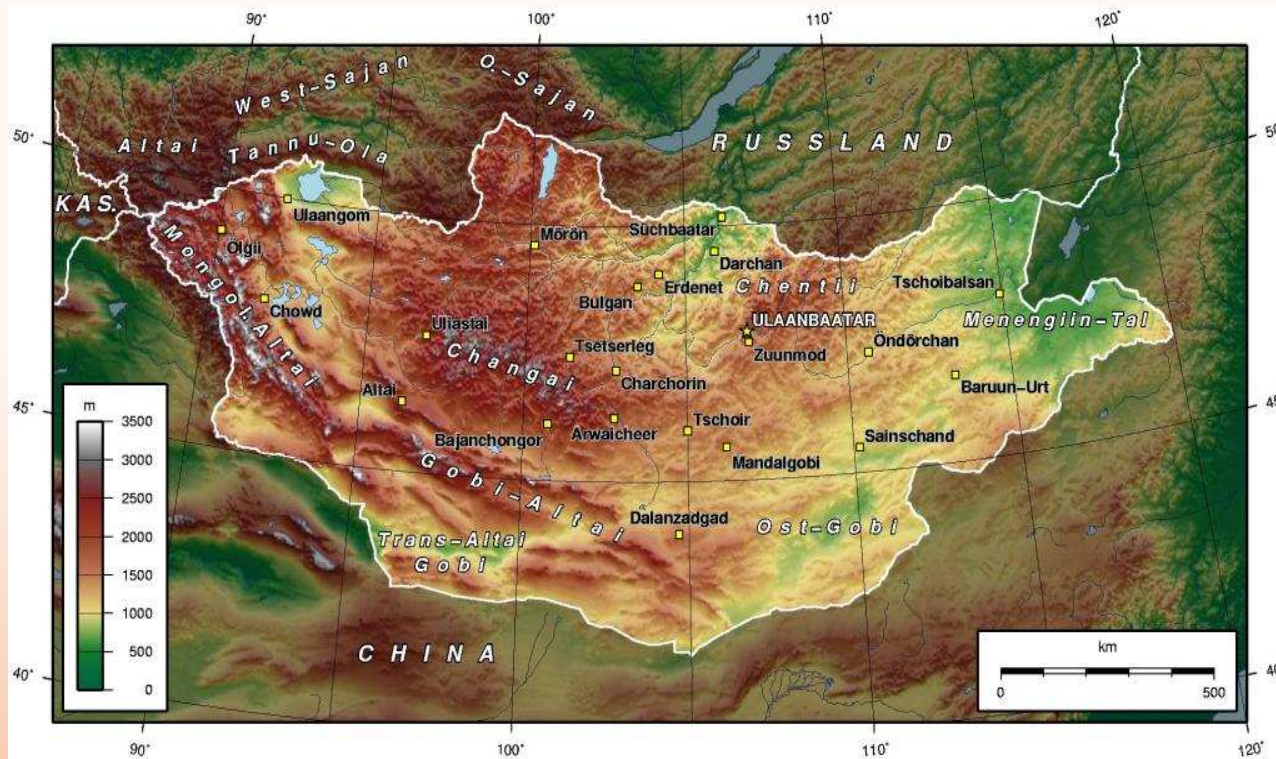 90°
100°
110°
120°
West-Sajan
O.-Sajan
50°
Altai
Tannu-Ola
RUSSLAND
KAS.
Ulaangom
Ölgii
Mörön
Süchbaatar
Darchan
Mongol. Altai
Erdenet
Chentii
Tschoibalsan
Chowd
Bulgan
Menengiin-Tal
Uliastai
ULAANBAATAR
Changai
Tsetserleg
Zuunmod
Öndörchan
Charchorin
Baruun-Urt
Altai
45°
45
m
3500
3000
2500
2000
1500
1000
500
0
Bajanchongor
Arwaicheer
Tschoir
Sainschand
Mandalgobi
Gobi-Altai
Dalanzadgad
Ost-Gobi
Trans-Altai
Gobi
CHINA
km
0
500
40°
90°
100°
110°
120°